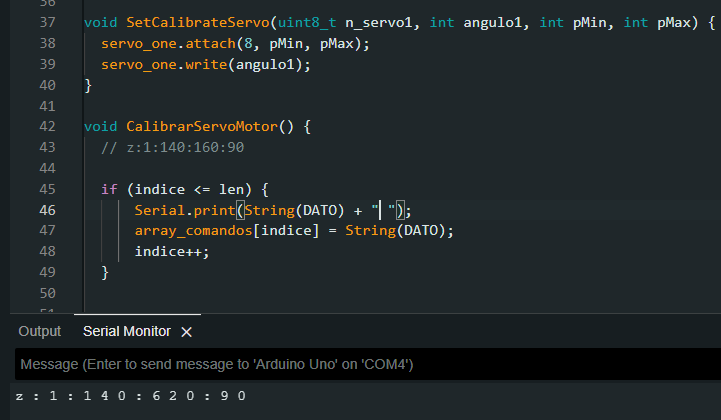 36
37 void SetCalibrateServo(uint8_t n_servo1, int angulo1, int pMin, int pMax) {
38 servo_one.attach(8, pMin, pMax);
39 servo_one.write(angulo1);
40 }
41
42 void CalibrarServoMotor() {
43 // z:1:140:160:90
44
45 if (indice <= len) {
46 Serial.print(String(DATO) + " ");
47 array_comandos[indice] = String(DATO);
48 indice++;
49 }
50
51
Output Serial Monitor ×
Message (Enter to send message to 'Arduino Uno' on 'COM4')
z : 1 : 1 4 0 : 6 2 0 : 9 0